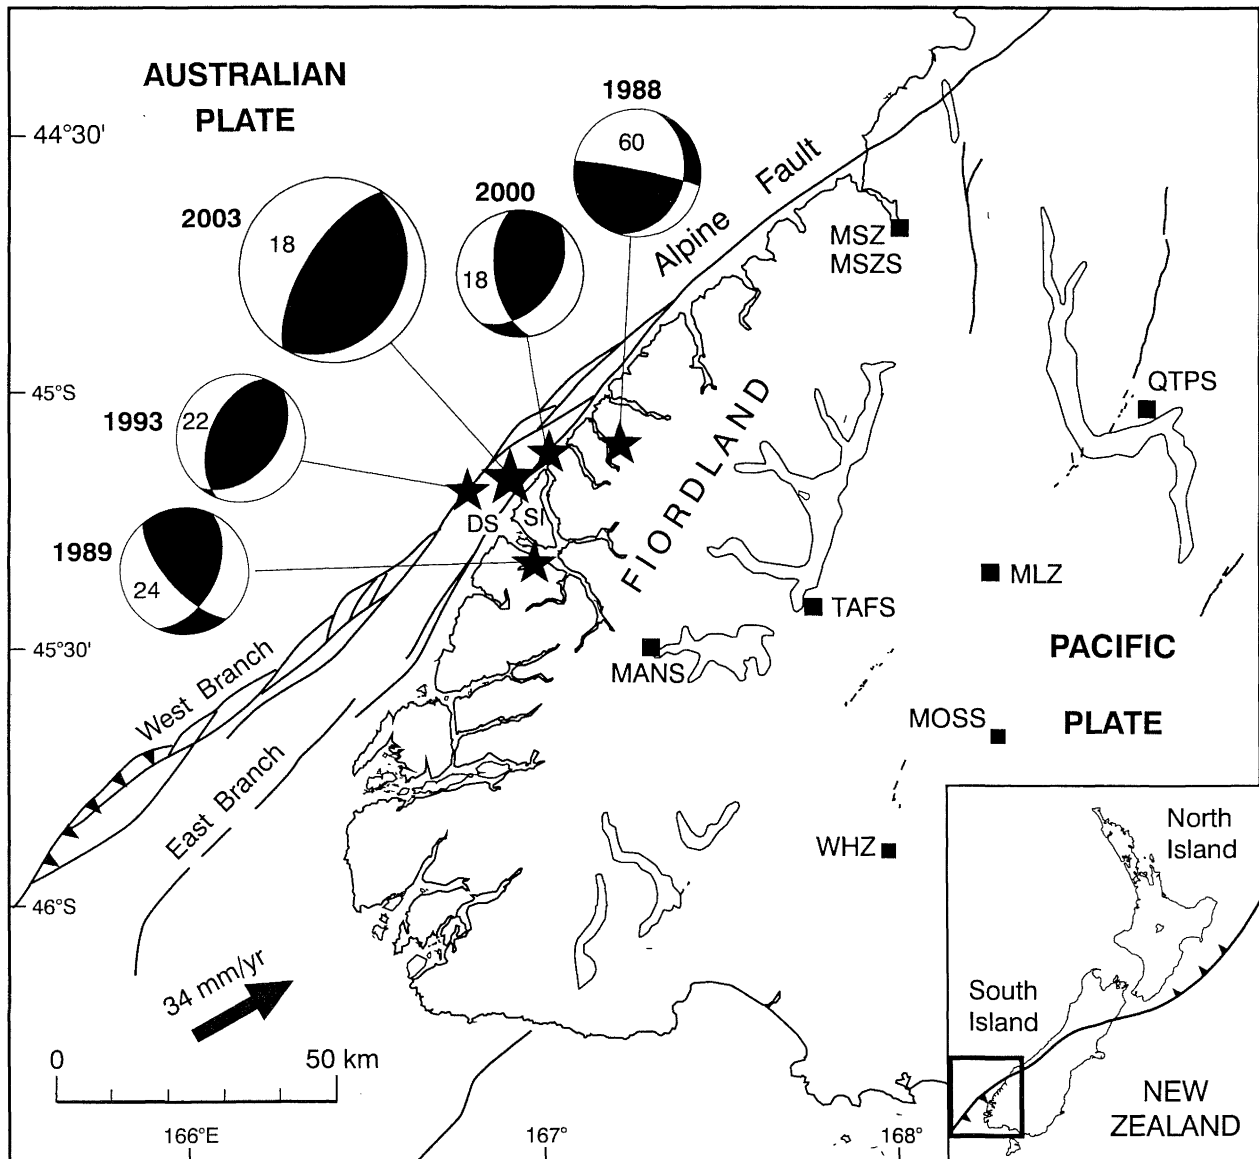 AUSTRALIAN
PLATE
44°30'
1988
60
2000
18
2003
18
Alpine Fault
MSZ
MSZS
45°S
QTPS
1993
22
FIORDLAND
DS
SI
1989
24
MLZ
TAFS
45°30'
MANS
PACIFIC
PLATE
West Branch
MOSS
East Branch
WHZ
North
Island
46°S
34 mm/yr
South
Island
0
50 km
NEW
ZEALAND
166°E
167°
168°